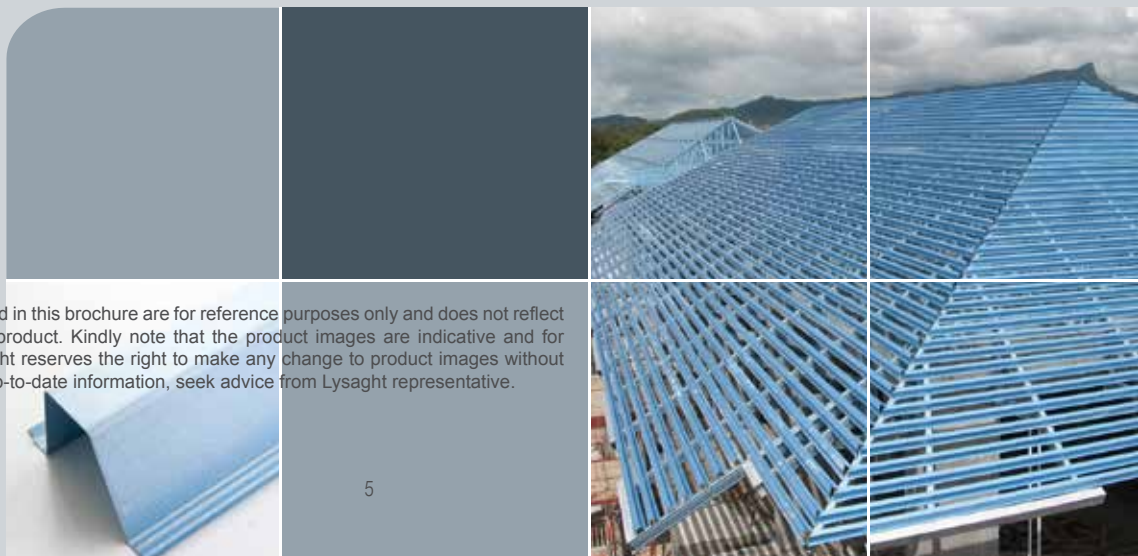 d in this brochure are for reference purposes only and does not reflect
product. Kindly note that the product images are indicative and for
ht reserves the right to make any change to product images without
o-to-date information, seek advice from Lysaght representative.
5